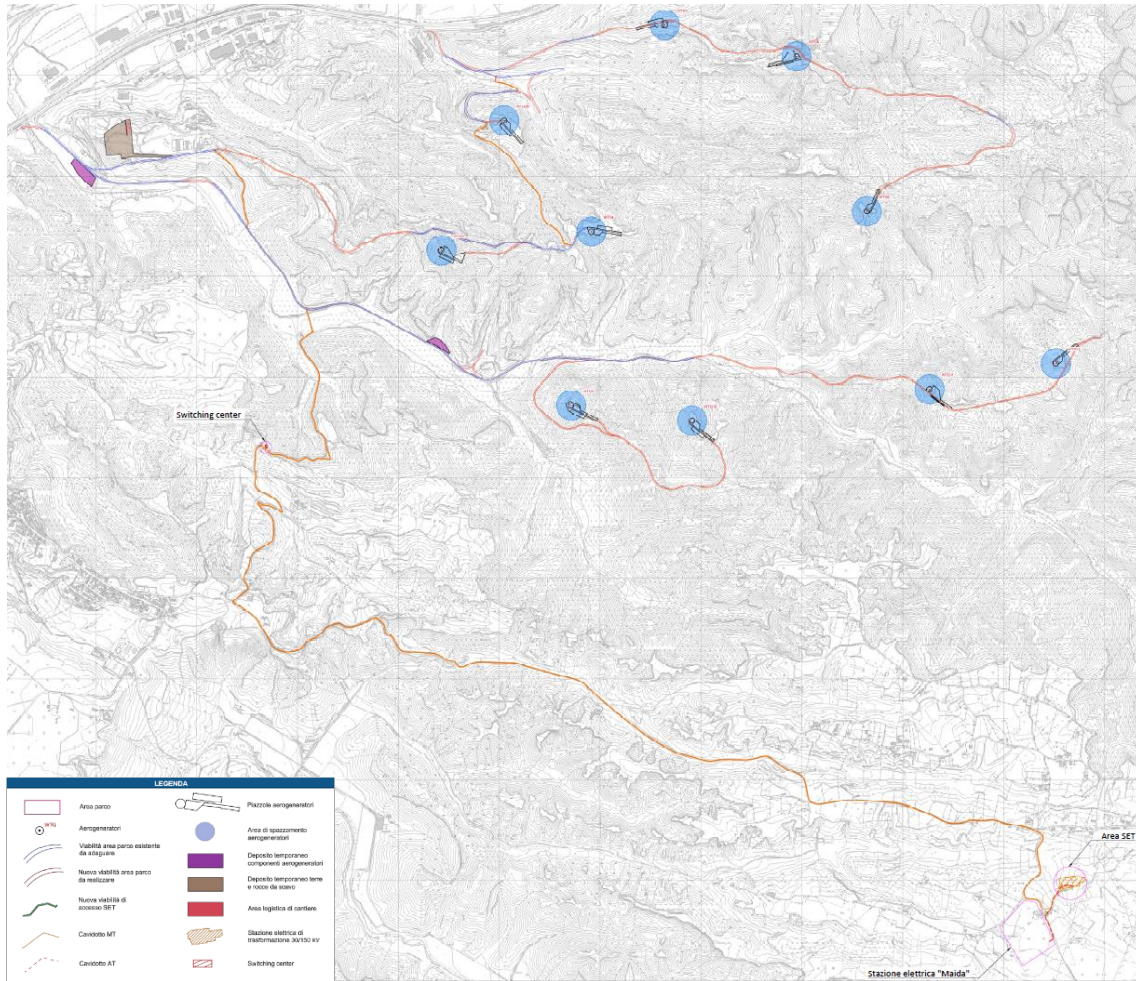 Switching center
Area SET
Stazione elettrica "Maida"
LEGENDA
Area parco
WTG
Aerogeneratori
Viabilità area parco esistente
da adeguare
Nuova viabilità area parco
da realizzare
Nuova viabilità di
accesso SET
Cavidotto MT
Cavidotto AT
Piazzole aerogeneratori
Area di spazzamento
aerogeneratori
Deposito temporaneo
componenti aerogeneratori
Deposito temporaneo terre
e rocce da scavo
Area logistica di cantiere
Stazione elettrica di
trasformazione 30/150 kV
Switching center